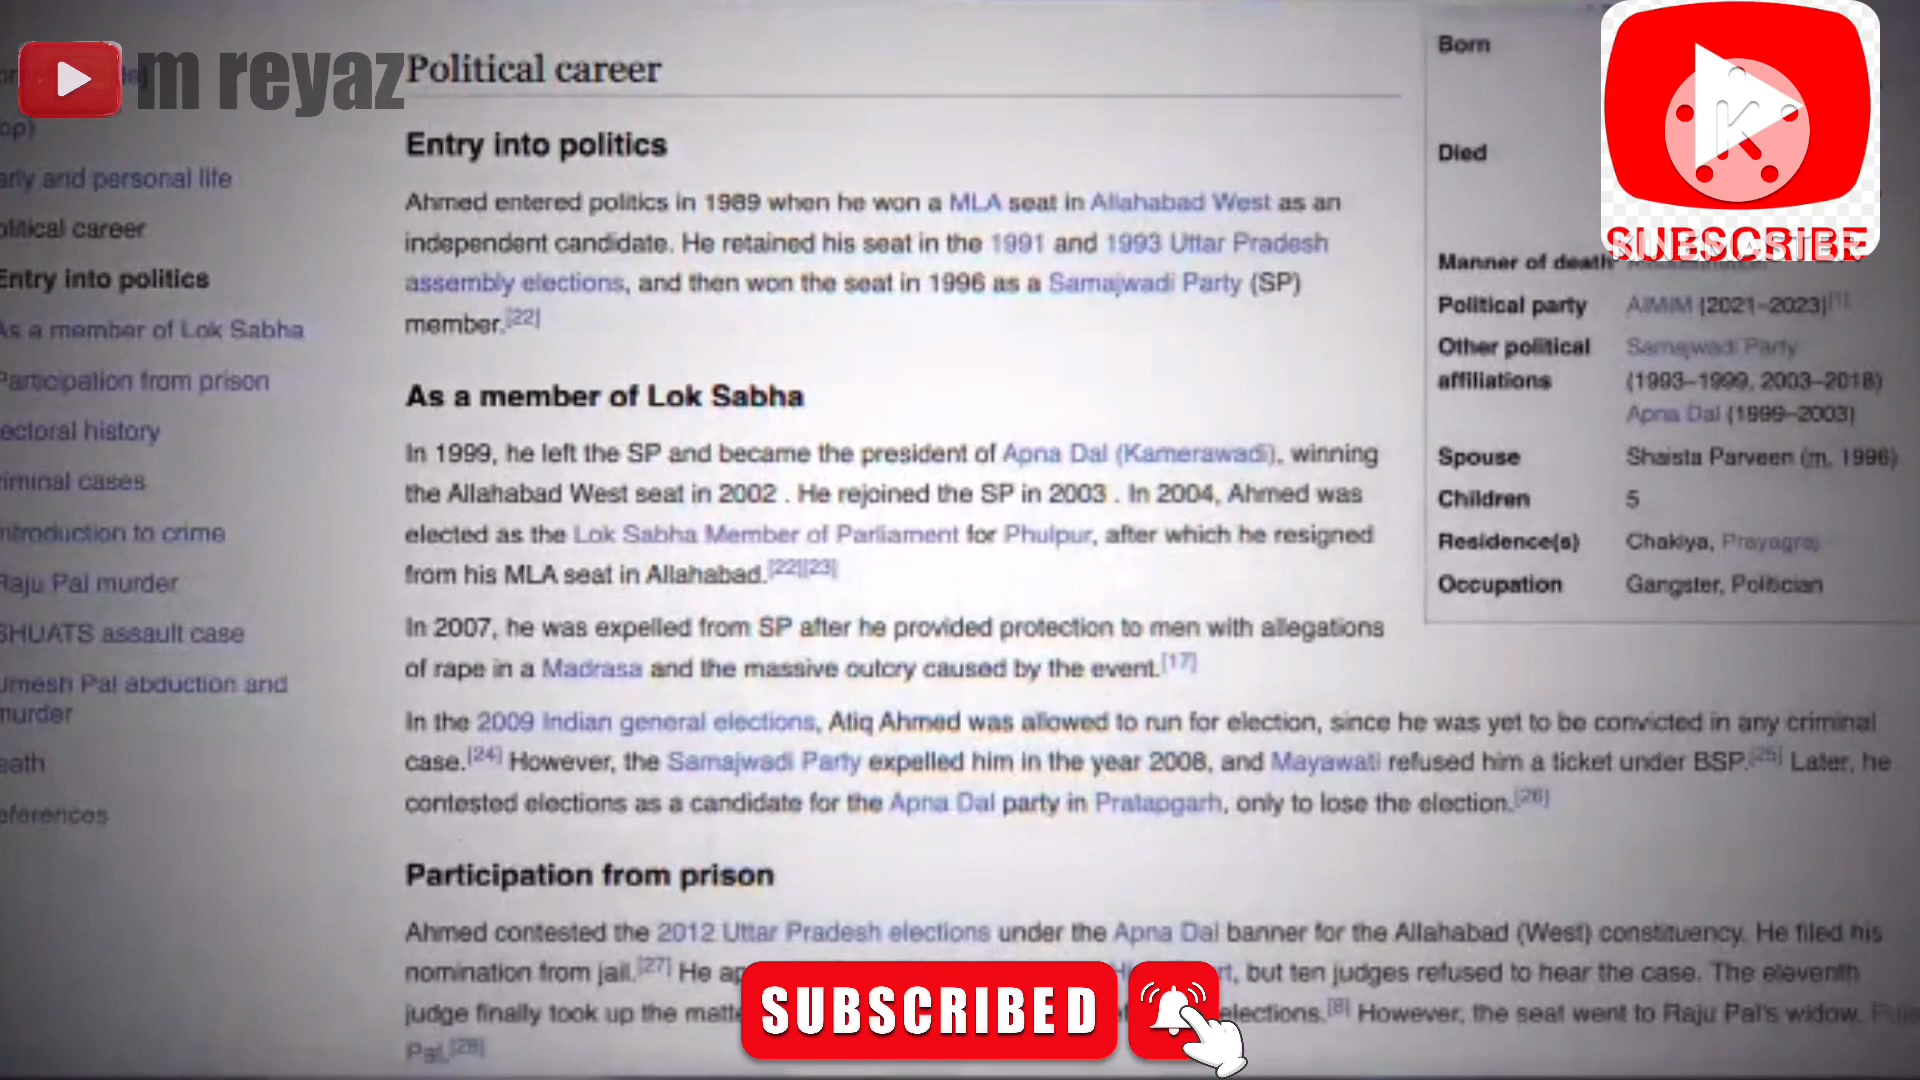 m reyaz
Political career
Born
Entry into politics
Died
Ahmed entered politics in 1989 when he won a MLA seat in Allahabad West as an
arly and personal life
olitical career
independent candidate. He retained his seat in the 1991 and 1993 Uttar Pradesh
SUBSCRIBE
KINEMASTER
Manner of death
Entry into politics
assembly elections, and then won the seat in 1996 as a Samajwadi Party (SP)
Political party AIMIM (2021–2023)[1]
member.[22]
As a member of Lok Sabha
Other political Samajwadi Party
affiliations (1993–1999, 2003–2018)
Participation from prison
As a member of Lok Sabha
Apna Dal (1999–2003)
ectoral history
In 1999, he left the SP and became the president of Apna Dal (Kamerawadi), winning
Spouse Shaista Parveen (m. 1996)
riminal cases
the Allahabad West seat in 2002 . He rejoined the SP in 2003 . In 2004, Ahmed was
Children 5
ntroduction to crime
elected as the Lok Sabha Member of Parliament for Phulpur, after which he resigned
Residence(s) Chakiya, Prayagraj
Raju Pal murder
from his MLA seat in Allahabad.[22][23]
Occupation Gangster, Politician
SHUATS assault case
In 2007, he was expelled from SP after he provided protection to men with allegations
of rape in a Madrasa and the massive outcry caused by the event.[17]
Umesh Pal abduction and
murder
In the 2009 Indian general elections, Atiq Ahmed was allowed to run for election, since he was yet to be convicted in any criminal
eath
case.[24] However, the Samajwadi Party expelled him in the year 2008, and Mayawati refused him a ticket under BSP.[25] Later, he
eferences
contested elections as a candidate for the Apna Dal party in Pratapgarh, only to lose the election.[26]
Participation from prison
Ahmed contested the 2012 Uttar Pradesh elections under the Apna Dal banner for the Allahabad (West) constituency. He filed his
nomination from jail.[27] He ap rt, but ten judges refused to hear the case. The eleventh
judge finally took up the matte elections.[8] However, the seat went to Raju Pal's widow,
Pal.[28]
SUBSCRIBED